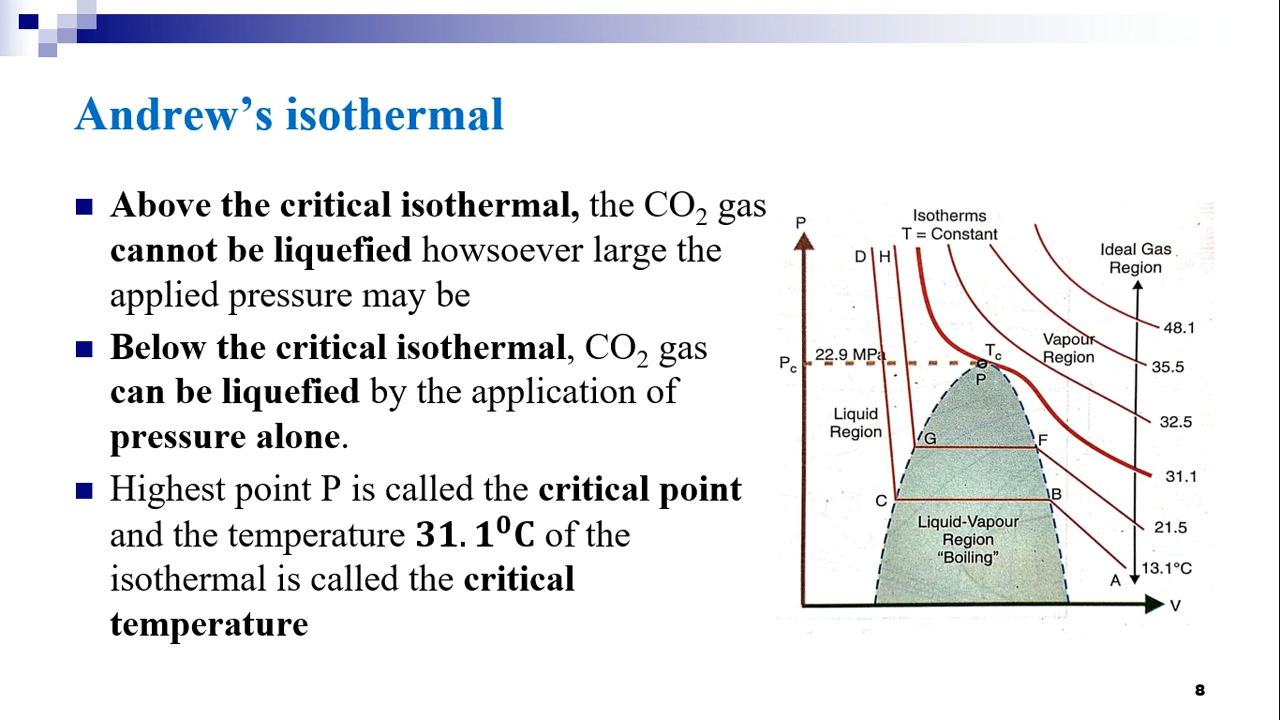 Andrew’s isothermal
Above the critical isothermal, the CO₂ gas
cannot be liquefied howsoever large the
applied pressure may be
Below the critical isothermal, CO₂ gas
can be liquefied by the application of
pressure alone.
Highest point P is called the critical point
and the temperature 31.1⁰C of the
isothermal is called the critical
temperature
P
Isotherms
T = Constant
D H
Ideal Gas
Region
48.1
Vapour
Region
22.9 MPa
Tc
Pc
P
35.5
Liquid
Region
32.5
G F
31.1
C B
Liquid-Vapour
Region
“Boiling”
21.5
A 13.1°C
V
8